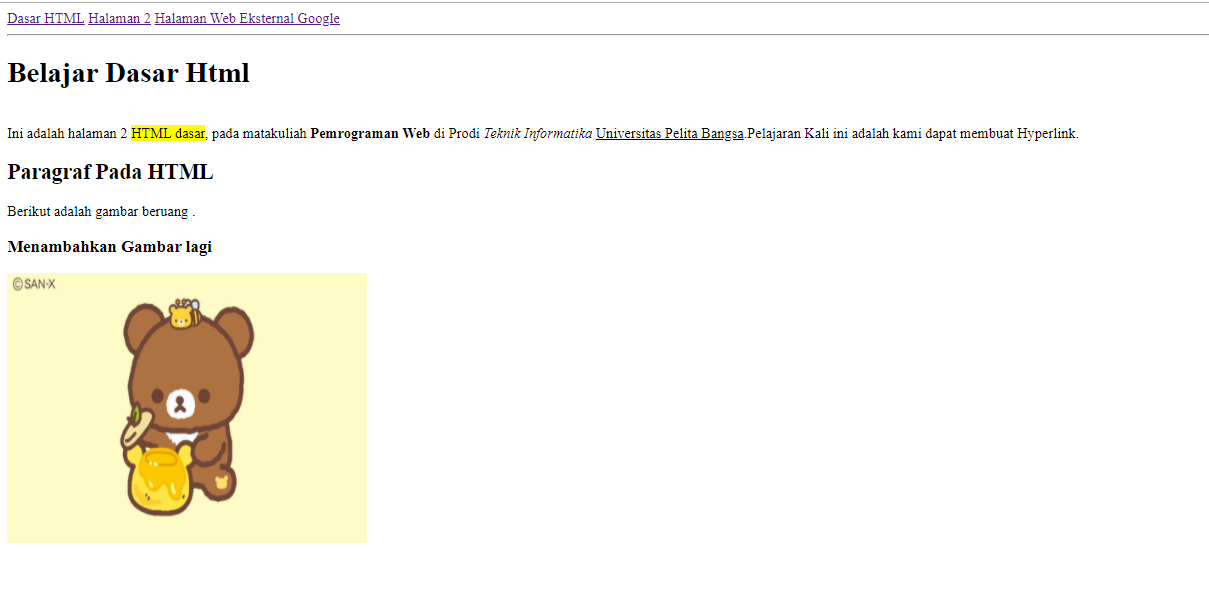 Dasar HTML Halaman 2 Halaman Web Eksternal Google
Belajar Dasar Html
Ini adalah halaman 2 HTML dasar, pada matakuliah Pemrograman Web di Prodi Teknik Informatika Universitas Pelita Bangsa.Pelajaran Kali ini adalah kami dapat membuat Hyperlink.
Paragraf Pada HTML
Berikut adalah gambar beruang .
Menambahkan Gambar lagi
©SAN-X